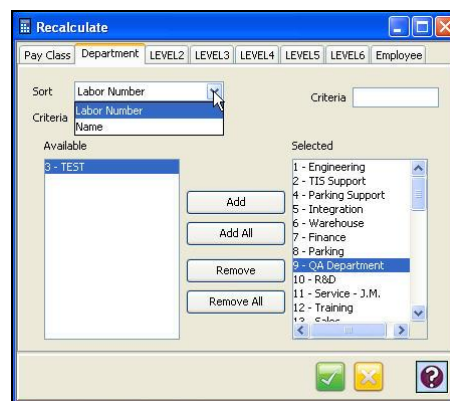 Recalculate
Pay Class Department LEVEL2 LEVEL3 LEVEL4 LEVEL5 LEVEL6 Employee
Sort Labor Number Criteria
Labor Number
Criteria
Name
Available Selected
3 - TEST
1 - Engineering
2 - TIS Support
4 - Parking Support
5 - Integration
6 - Warehouse
7 - Finance
8 - Parking
9 - QA Department
10 - R&D
11 - Service - J.M.
12 - Training
13 - Sales
Add
Add All
Remove
Remove All
?